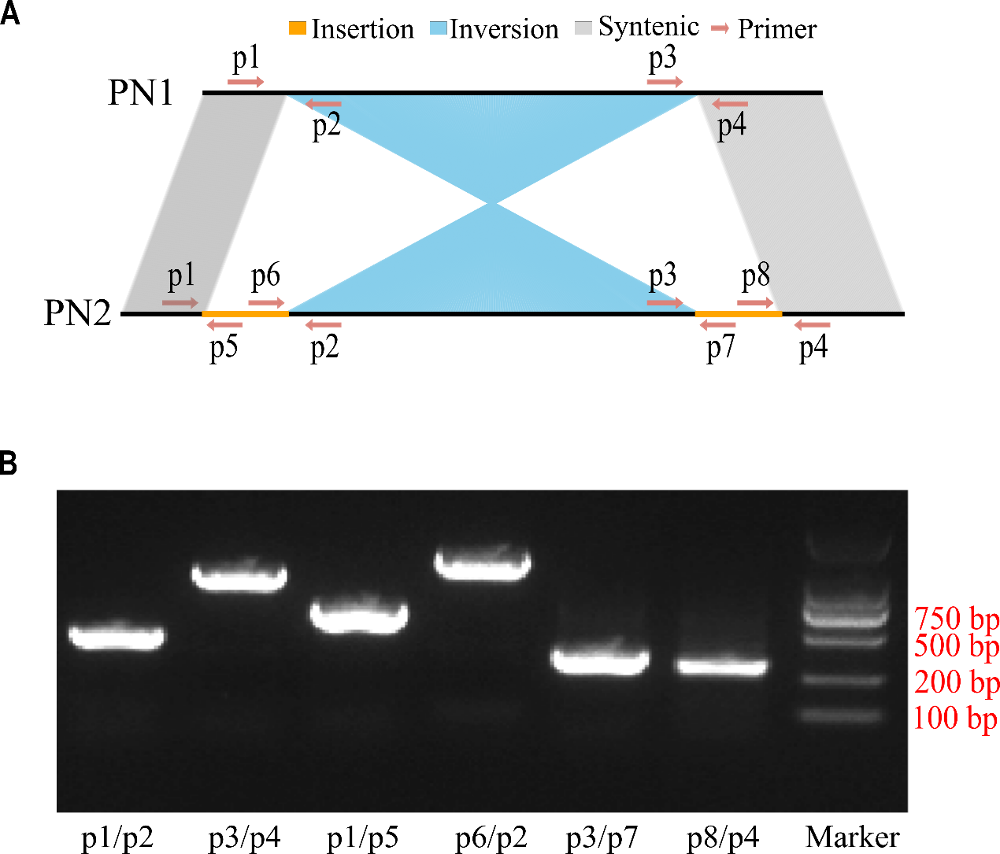 A
Insertion Inversion Syntenic Primer
p1 p3
PN1
p2 p4
p1 p6 p3 p8
PN2
p5 p2 p7 p4
B
750 bp
500 bp
200 bp
100 bp
p1/p2 p3/p4 p1/p5 p6/p2 p3/p7 p8/p4 Marker